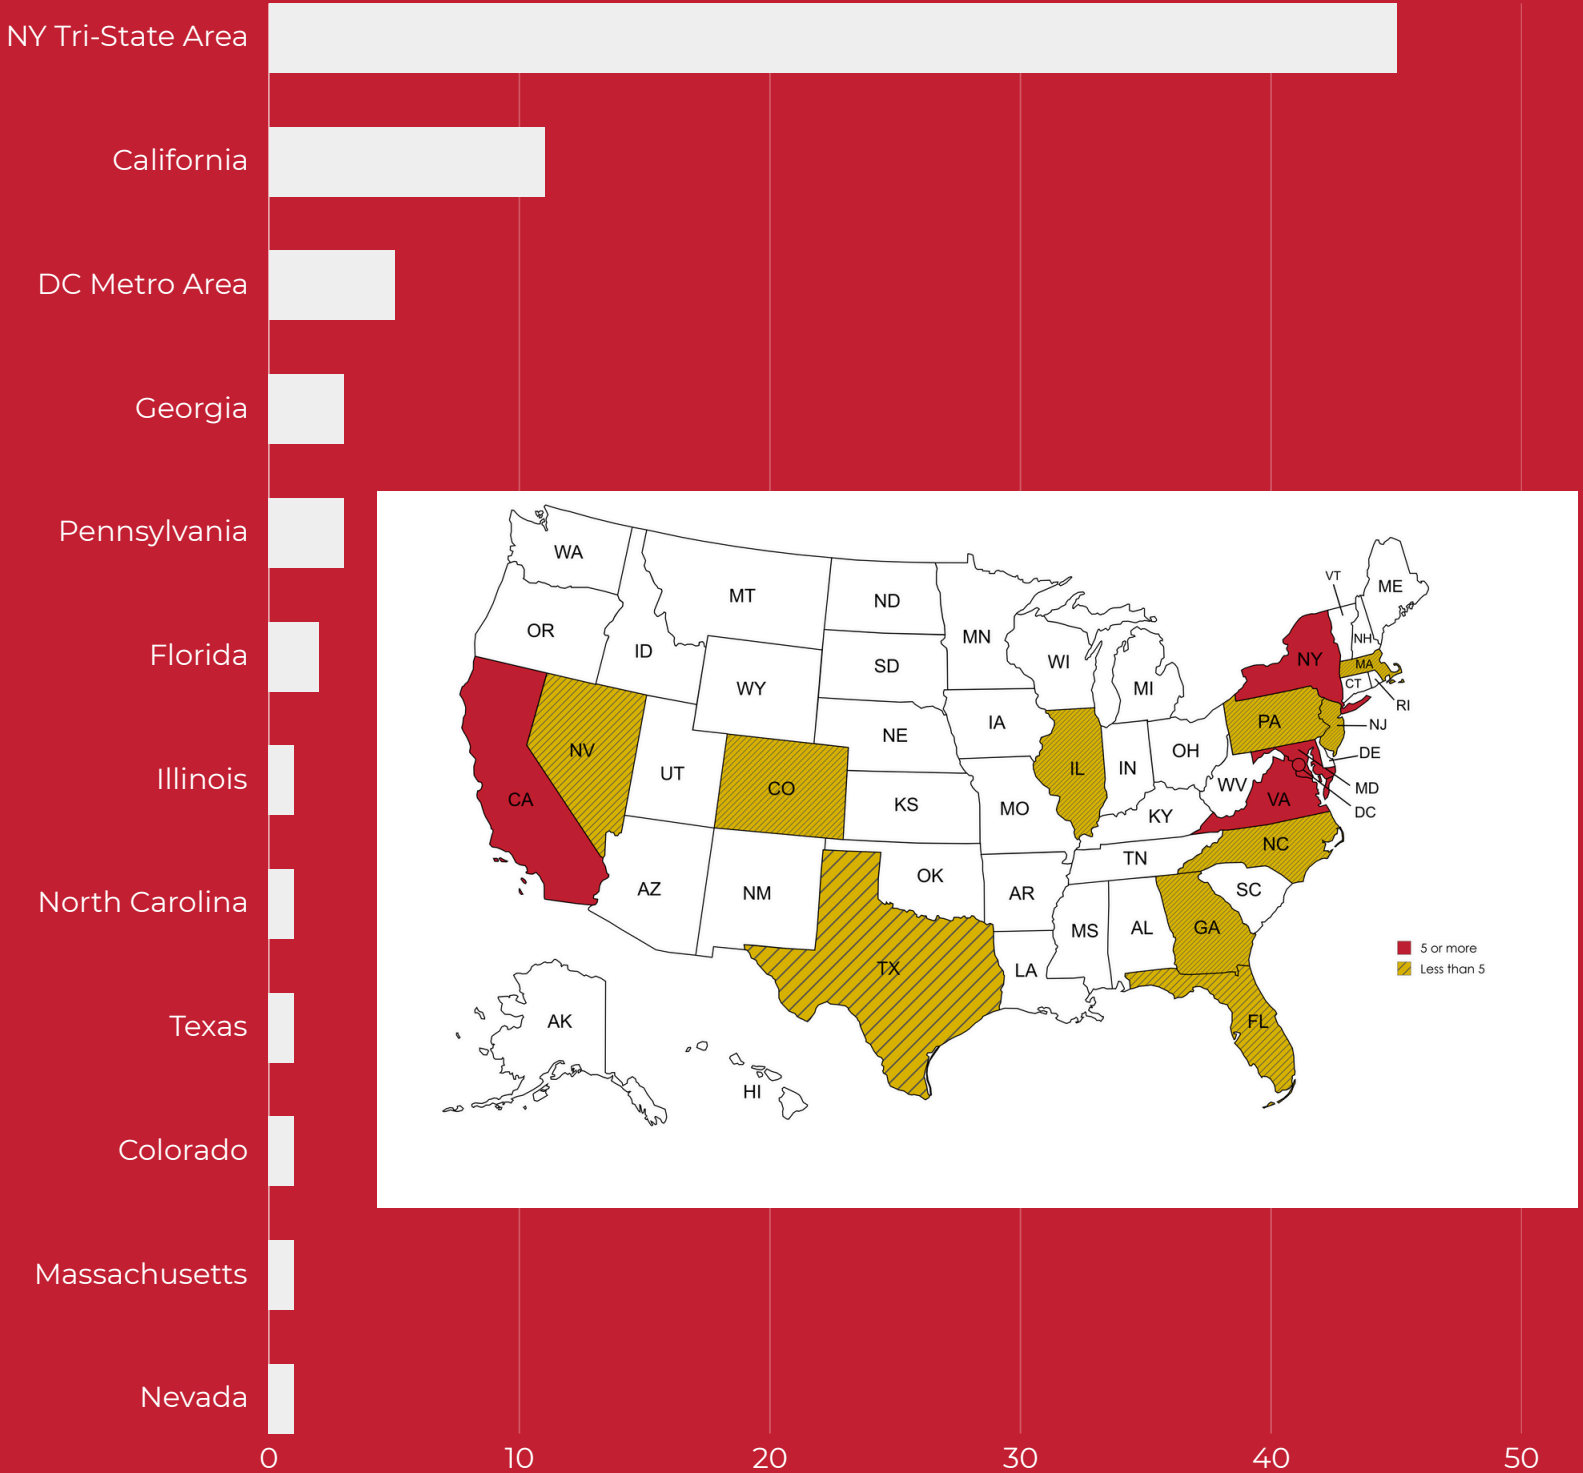 NY Tri-State Area
California
DC Metro Area
Georgia
Pennsylvania
Florida
Illinois
North Carolina
Texas
Colorado
Massachusetts
Nevada
0 10 20 30 40 50
WA
MT
ND
MN
VT
ME
OR
ID
SD
WI
MI
NH
NY
MA
WY
CT
RI
IA
PA
NJ
NE
NV
OH
DE
UT
CO
IL
IN
WV
MD
CA
KS
MO
VA
DC
KY
NC
TN
AZ
NM
OK
AR
SC
MS
AL
GA
LA
TX
5 or more
Less than 5
AK
FL
HI